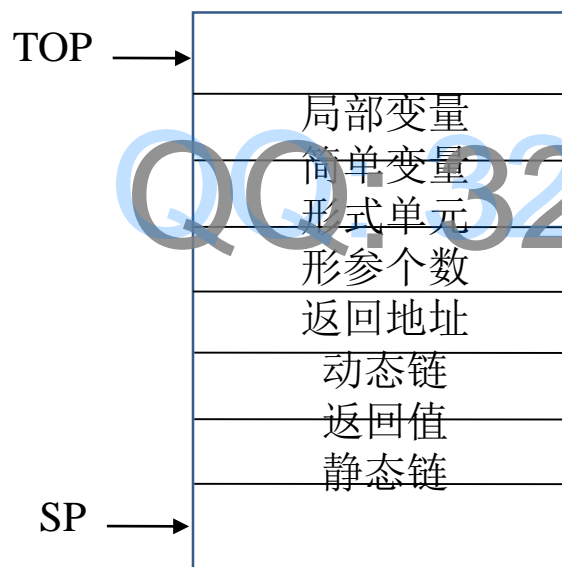 TOP
局部变量
简单变量
QQ: 32
形式单元
形参个数
返回地址
动态链
返回值
静态链
SP